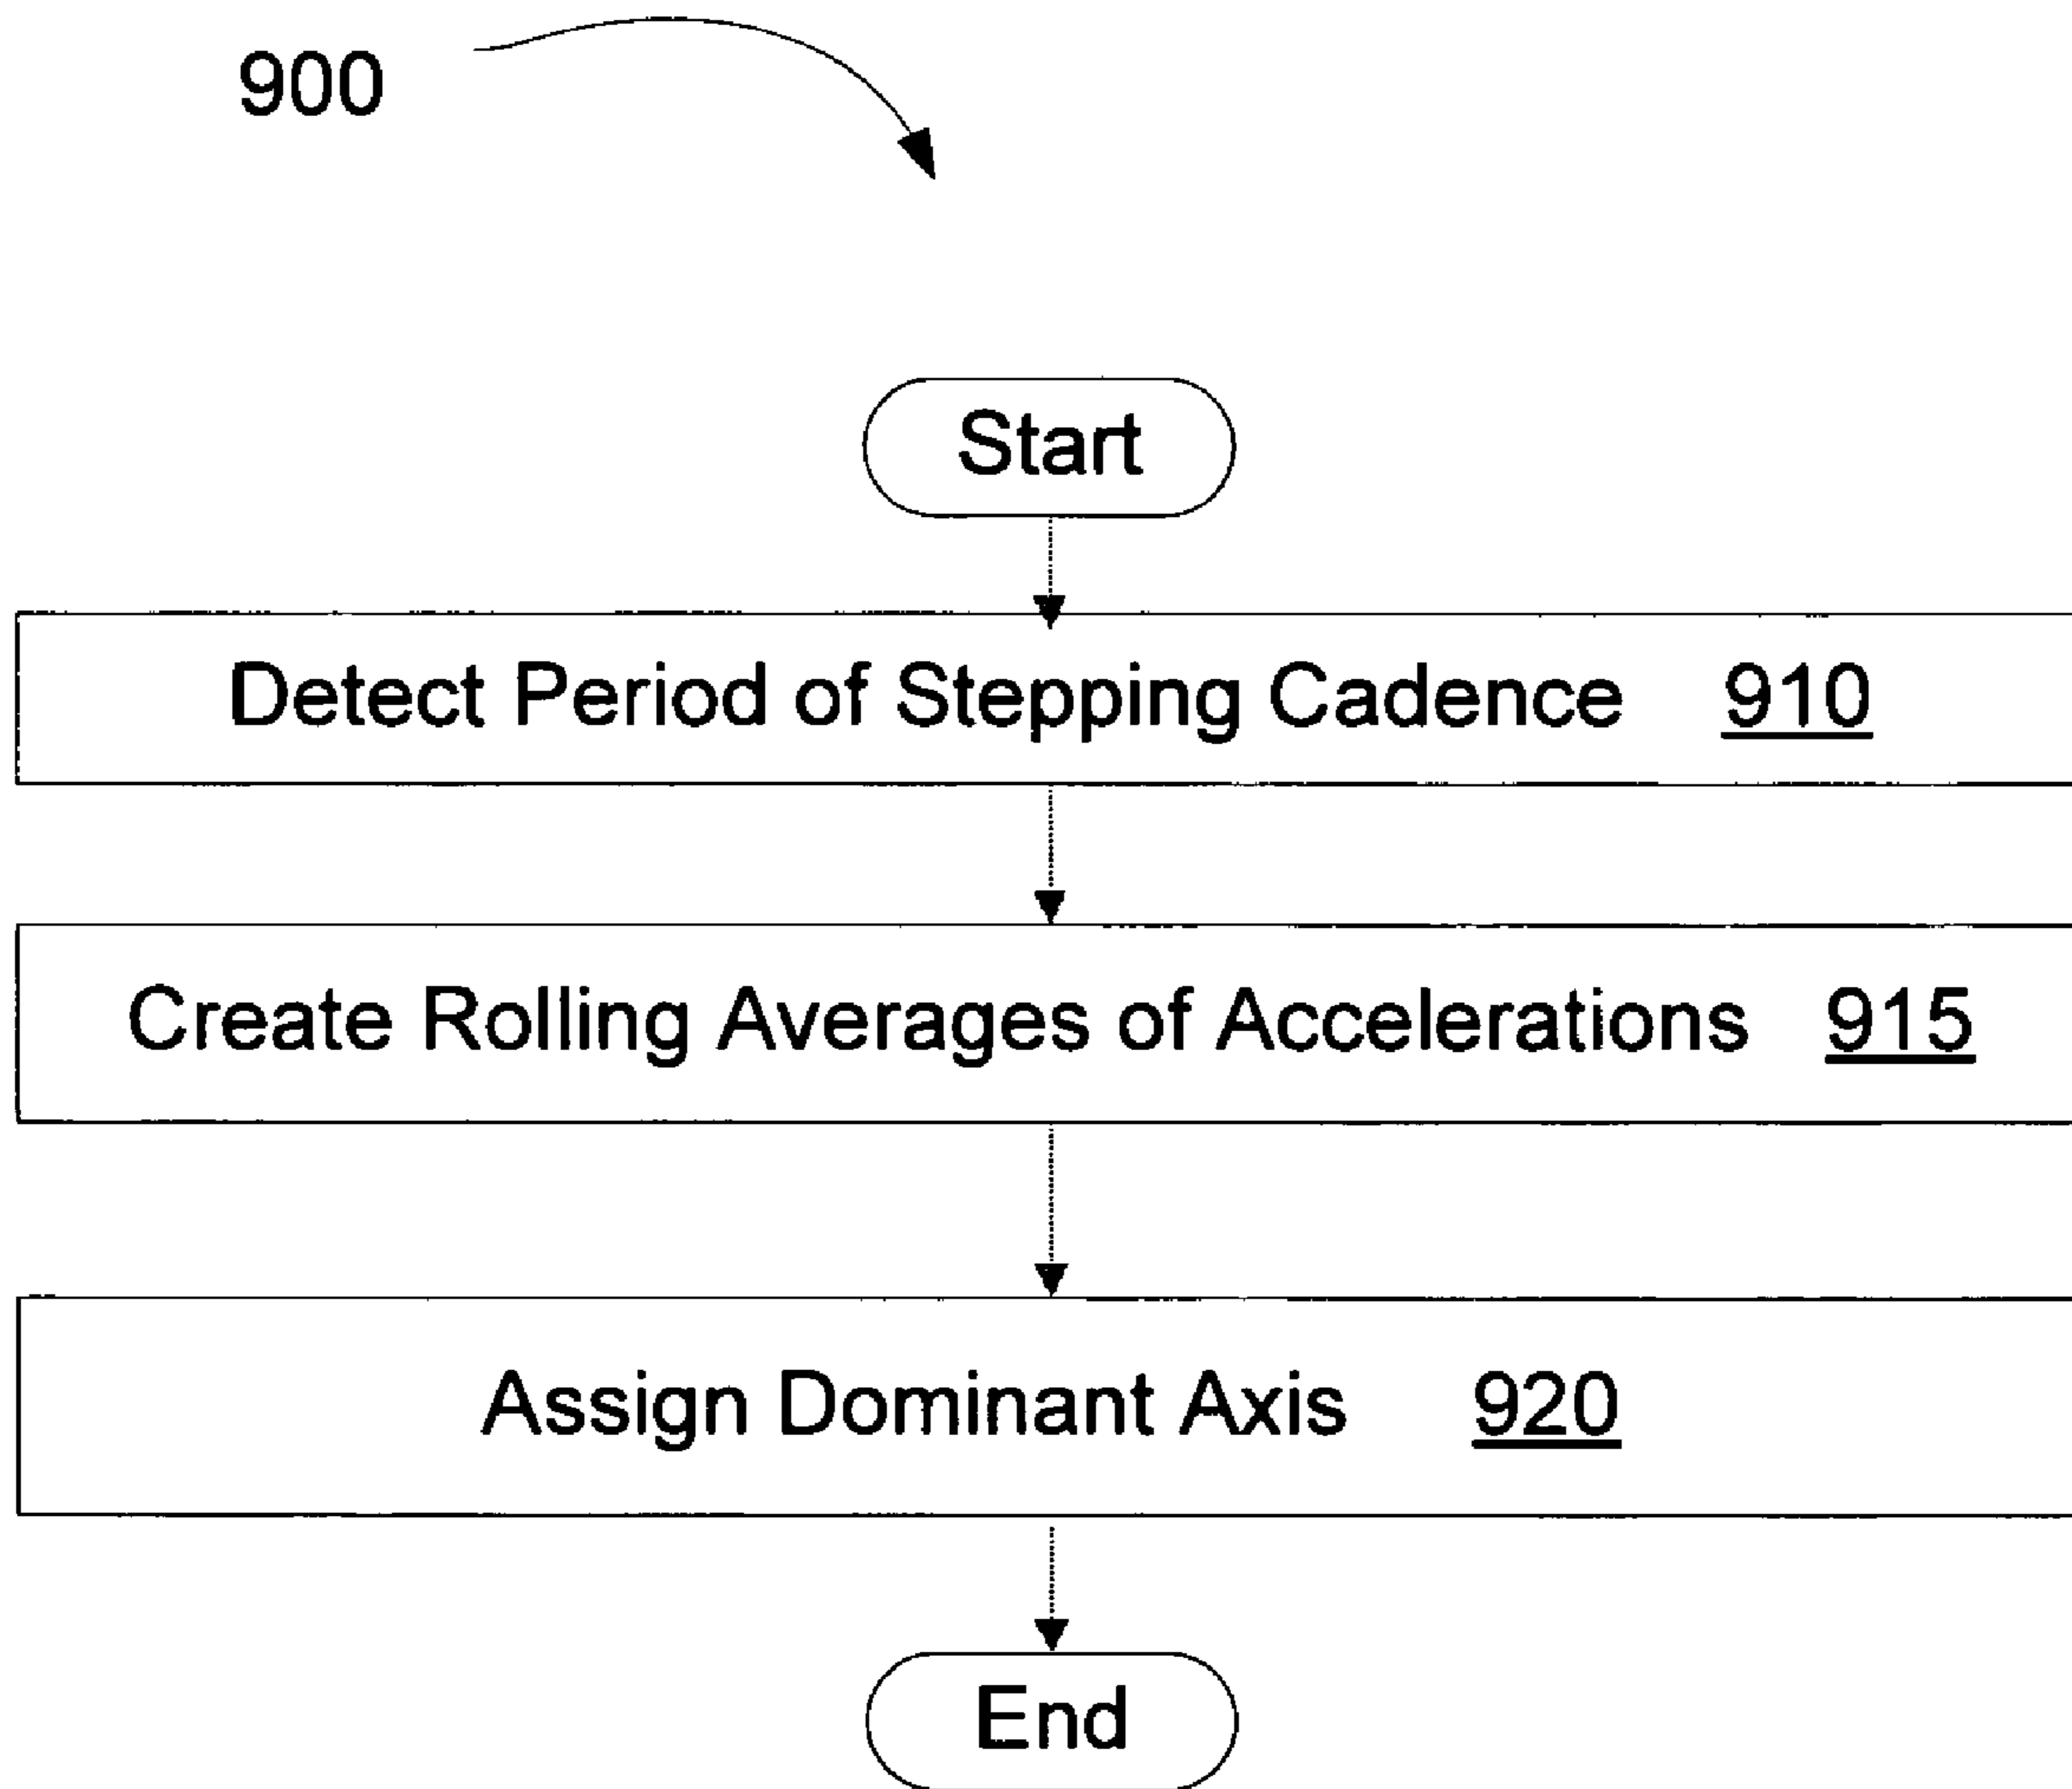 900
Start
Detect Period of Stepping Cadence 910
Create Rolling Averages of Accelerations 915
Assign Dominant Axis 920
End